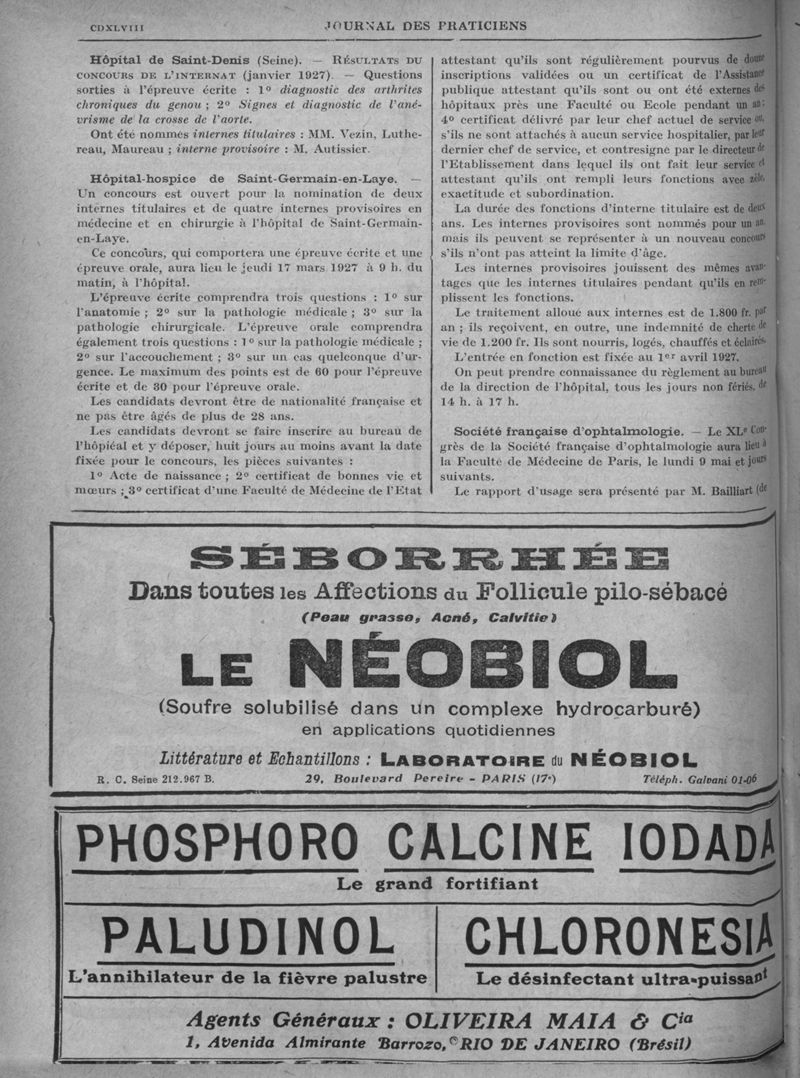 CDXLVIII
JOURNAL DES PRATICIENS
Hôpital de Saint-Denis (Seine). — RÉSULTATS DU
CONCOURS DE L'INTERNAT (janvier 1927). — Questions
sorties à l'épreuve écrite : 1º diagnostic des arthrites
chroniques du genou ; 2º Signes et diagnostic de l'ané-
vrisme de la crosse de l'aorte.
Ont été nommes internes titulaires : MM. Vezin, Luthe-
reau, Maureau ; interne provisoire : M. Autissier.
Hôpital-hospice de Saint-Germain-en-Laye. —
Un concours est ouvert pour la nomination de deux
internes titulaires et de quatre internes provisoires en
médecine et en chirurgie à l'hôpital de Saint-Germain-
en-Laye.
Ce concours, qui comportera une épreuve écrite et une
épreuve orale, aura lieu le jeudi 17 mars 1927 à 9 h. du
matin, à l'hôpital.
L'épreuve écrite comprendra trois questions : 1º sur
l'anatomie ; 2º sur la pathologie médicale ; 3º sur la
pathologie chirurgicale. L'épreuve orale comprendra
également trois questions : 1º sur la pathologie médicale ;
2º sur l'accouchement ; 3º sur un cas quelconque d'ur-
gence. Le maximum des points est de 60 pour l'épreuve
écrite et de 30 pour l'épreuve orale.
Les candidats devront être de nationalité française et
ne pas être âgés de plus de 28 ans.
Les candidats devront se faire inscrire au bureau de
l'hôpiéal et y déposer, huit jours au moins avant la date
fixée pour le concours, les pièces suivantes :
1º Acte de naissance ; 2º certificat de bonnes vie et
mœurs ; 3º certificat d'une Faculté de Médecine de l'Etat
attestant qu'ils sont régulièrement pourvus de douze
inscriptions validées ou un certificat de l'Assistance
publique attestant qu'ils sont ou ont été externes des
hôpitaux près une Faculté ou Ecole pendant un an ;
4º certificat délivré par leur chef actuel de service ou,
s'ils ne sont attachés à aucun service hospitalier, par leur
dernier chef de service, et contresigné par le directeur de
l'Etablissement dans lequel ils ont fait leur service et
attestant qu'ils ont rempli leurs fonctions avec zèle,
exactitude et subordination.
La durée des fonctions d'interne titulaire est de deux
ans. Les internes provisoires sont nommés pour un an,
mais ils peuvent se représenter à un nouveau concours
s'ils n'ont pas atteint la limite d'âge.
Les internes provisoires jouissent des mêmes avan-
tages que les internes titulaires pendant qu'ils en rem-
plissent les fonctions.
Le traitement alloué aux internes est de 1.800 fr. par
an ; ils reçoivent, en outre, une indemnité de cherte de
vie de 1.200 fr. Ils sont nourris, logés, chauffés et éclairés.
L'entrée en fonction est fixée au 1er avril 1927.
On peut prendre connaissance du règlement au bureau
de la direction de l'hôpital, tous les jours non fériés, de
14 h. à 17 h.
Société française d'ophtalmologie. — Le XLe Con-
grès de la Société française d'ophtalmologie aura lieu à
la Faculté de Médecine de Paris, le lundi 9 mai et jours
suivants.
Le rapport d'usage sera présenté par M. Bailliart (de
SÉBORRHÉE
Dans toutes les Affections du Follicule pilo-sébacé
(Peau grasse, Acné, Calvitie)
LE NÉOBIOL
(Soufre solubilisé dans un complexe hydrocarburé)
en applications quotidiennes
Littérature et Echantillons : LABORATOIRE du NÉOBIOL
R. C. Seine 212.967 B. 29, Boulevard Pereire - PARIS (17e) Téléph. Galvani 01-06
PHOSPHORO CALCINE IODADA
Le grand fortifiant
PALUDINOL
L'annihilateur de la fièvre palustre
CHLORONESIA
Le désinfectant ultra-puissant
Agents Généraux : OLIVEIRA MAIA & Cia
1, Avenida Almirante Barrozo, RIO DE JANEIRO (Brésil)